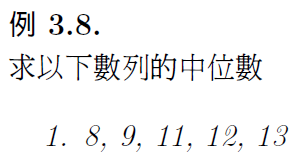 例 3.8.
求以下數列的中位數
1. 8, 9, 11, 12, 13